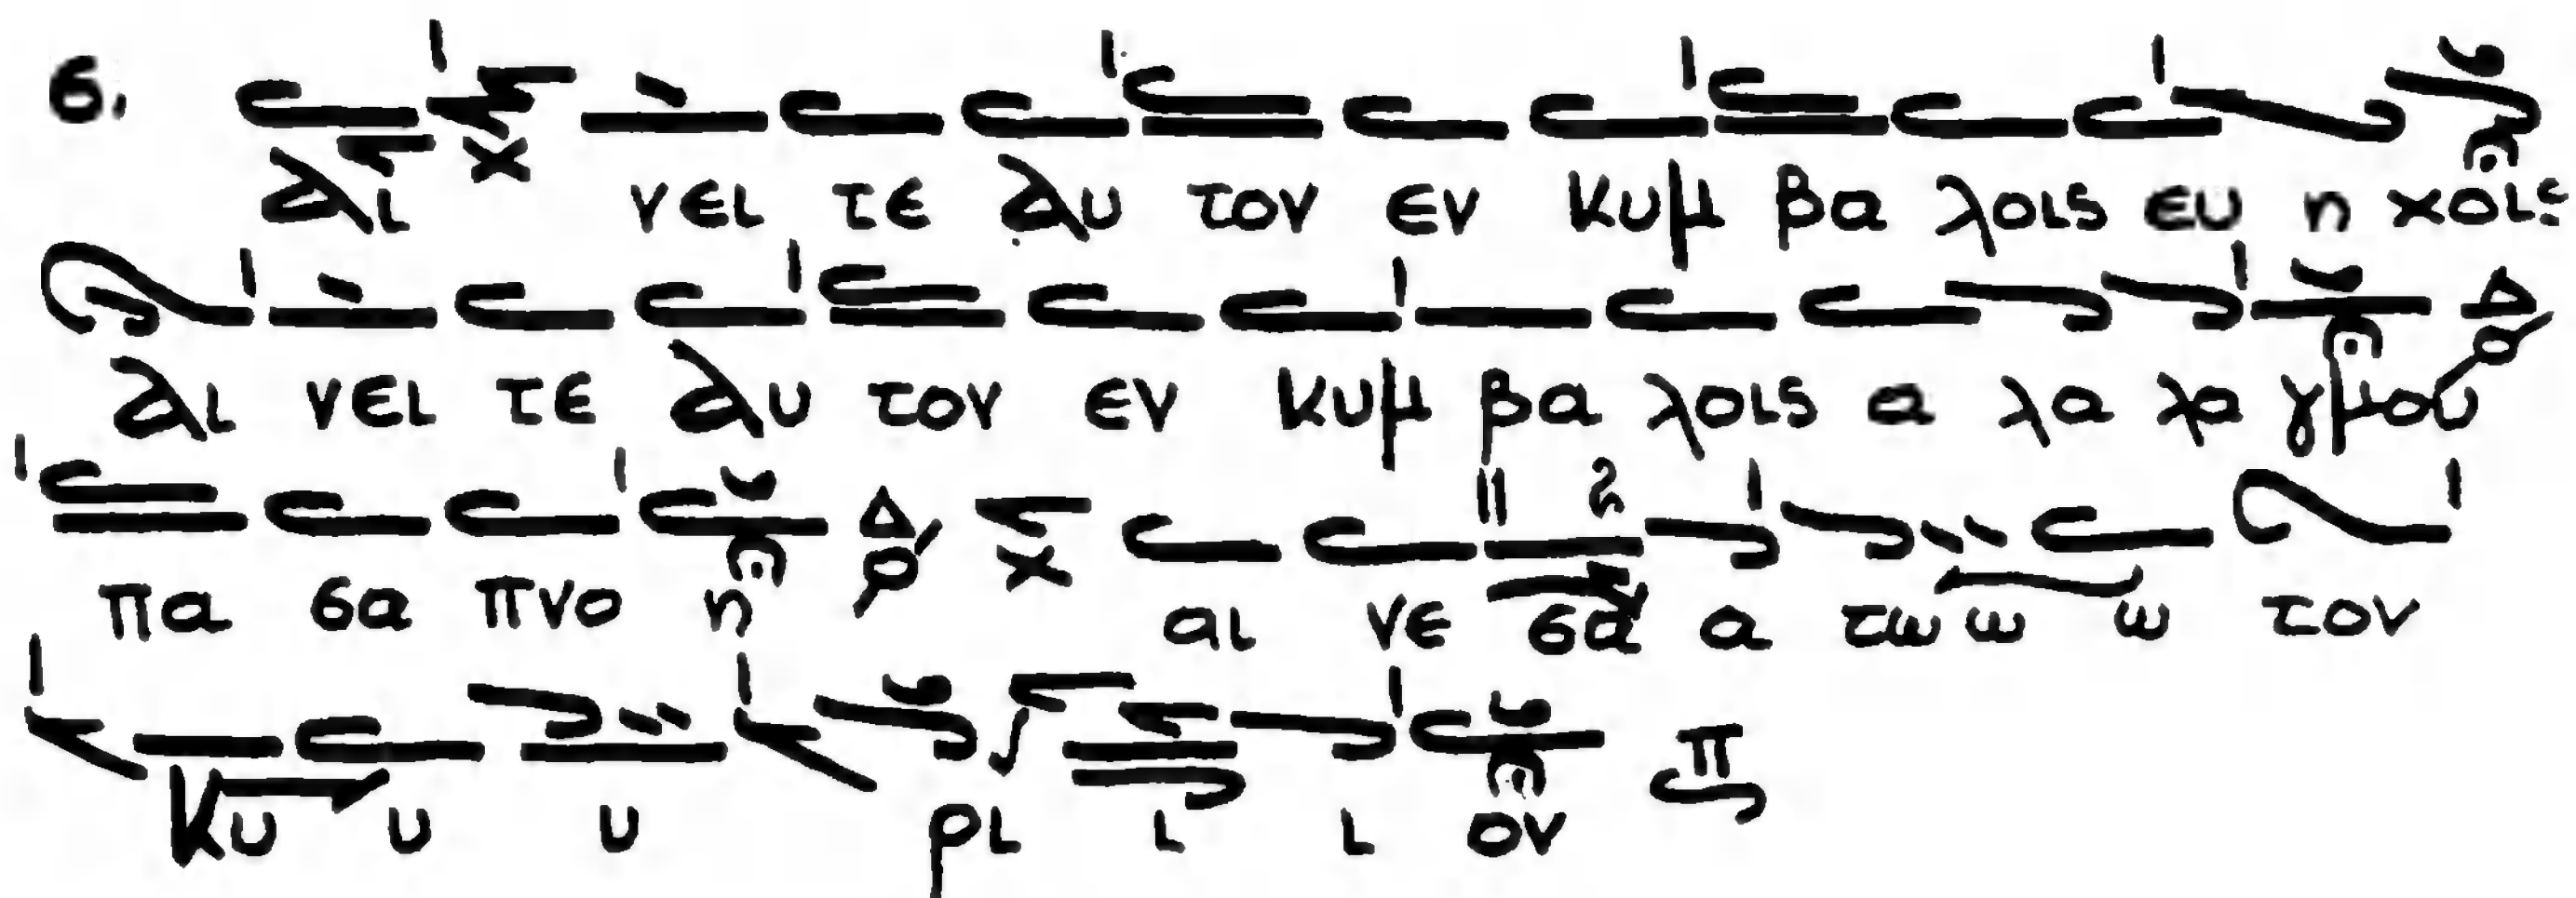 6. αι νει τε αυ τον εν κυμ βα λοις ευ η χοις
αι νει τε αυ τον εν κυμ βα λοις α λα λα γμου
πα σα πνο η αι νε σα α τω ω ω τον
κυ υ υ ρι ι ι ον